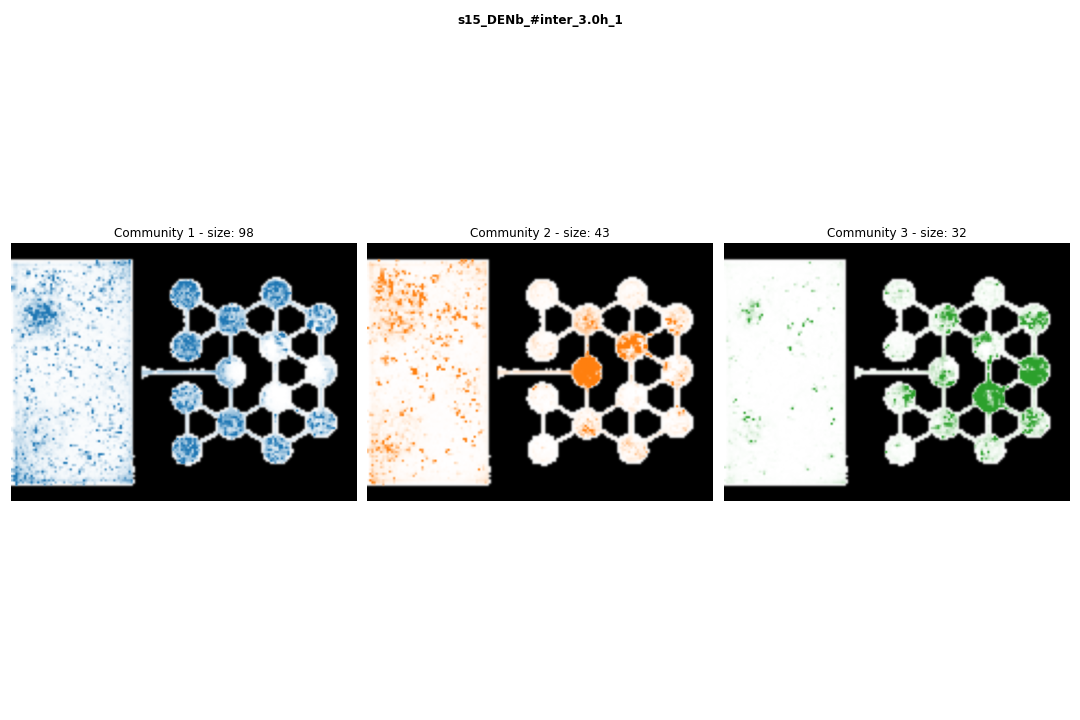 s15_DENb_#inter_3.0h_1
Community 1 - size: 98
Community 2 - size: 43
Community 3 - size: 32